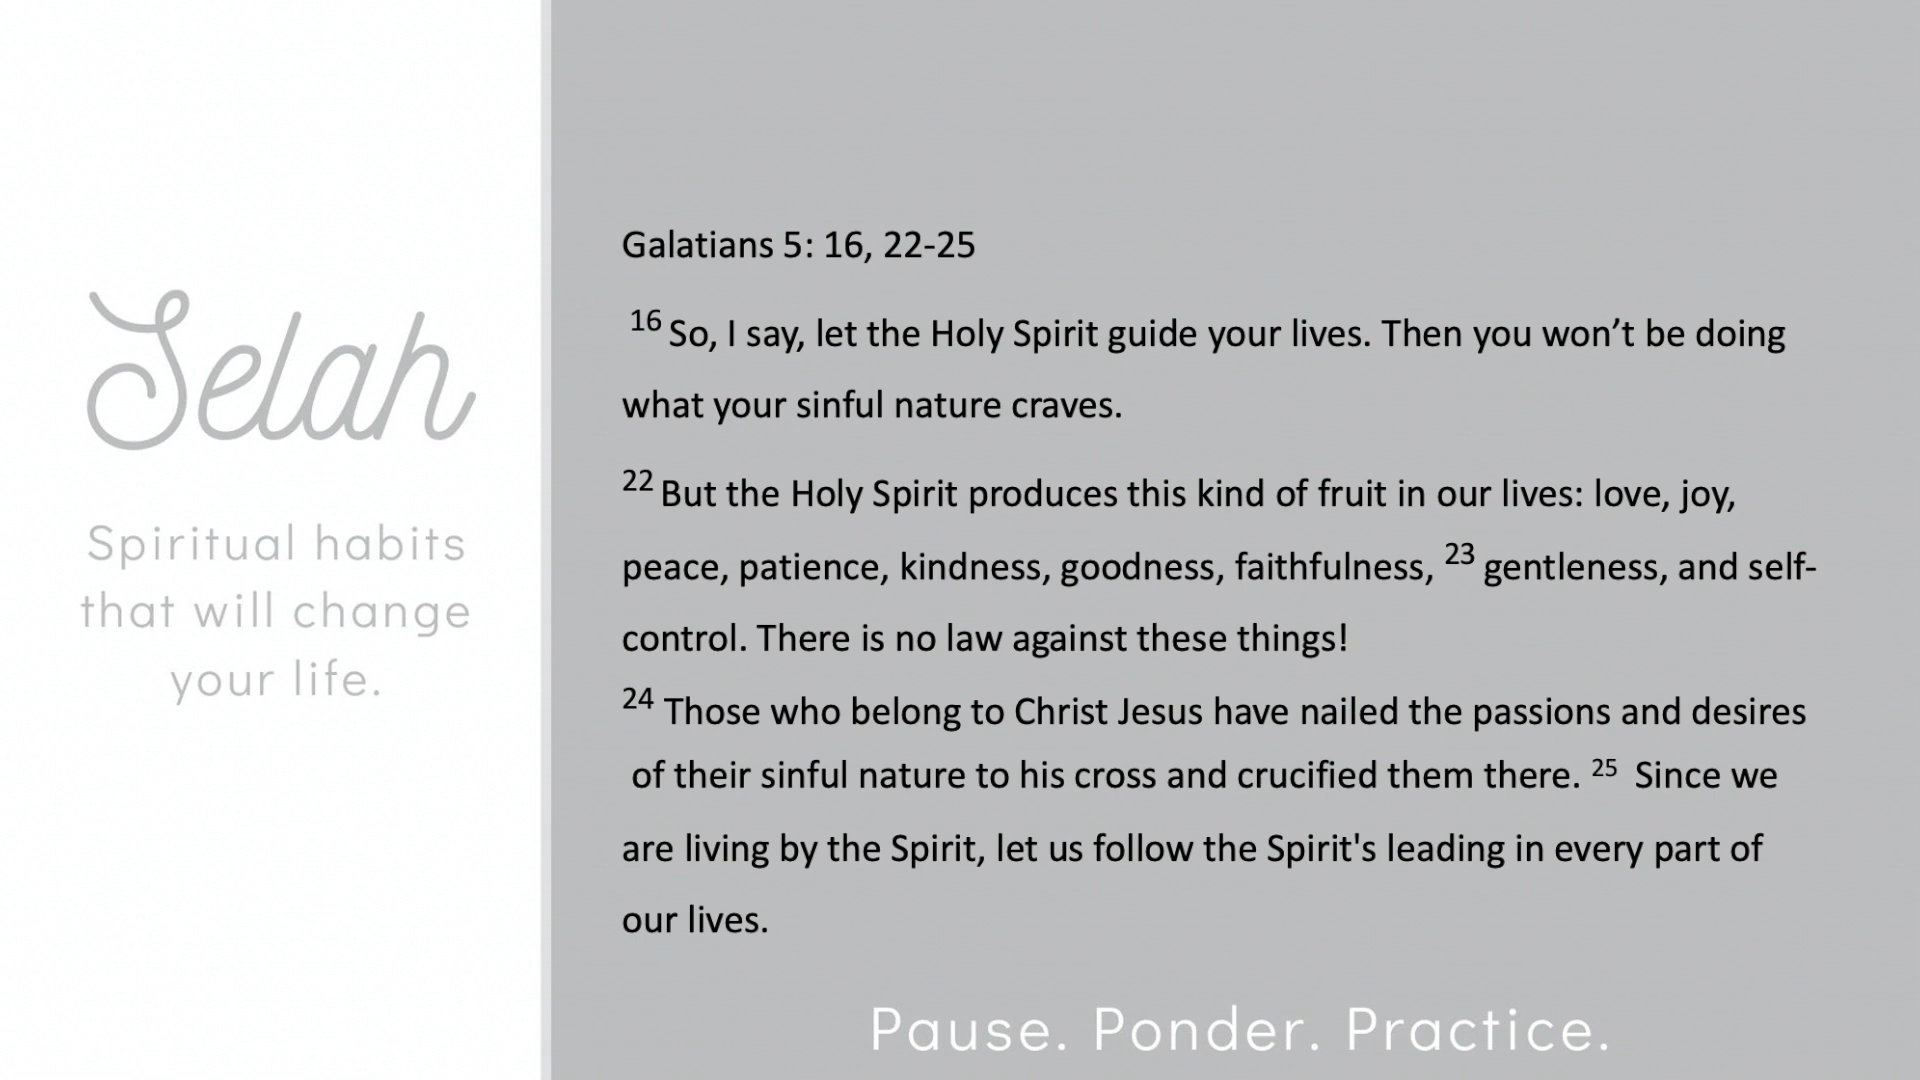 Selah
Spiritual habits
that will change
your life.
Galatians 5: 16, 22-25
16 So, I say, let the Holy Spirit guide your lives. Then you won’t be doing
what your sinful nature craves.
22 But the Holy Spirit produces this kind of fruit in our lives: love, joy,
peace, patience, kindness, goodness, faithfulness, 23 gentleness, and self-
control. There is no law against these things!
24 Those who belong to Christ Jesus have nailed the passions and desires
of their sinful nature to his cross and crucified them there. 25 Since we
are living by the Spirit, let us follow the Spirit's leading in every part of
our lives.
Pause. Ponder. Practice.